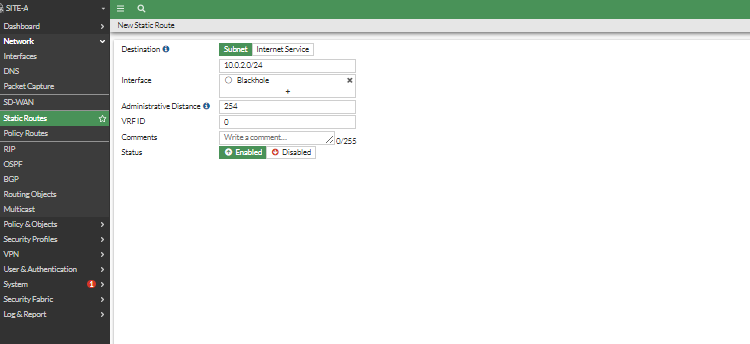 SITE-A
New Static Route
Dashboard
Network
Interfaces
DNS
Packet Capture
SD-WAN
Static Routes
Policy Routes
RIP
OSPF
BGP
Routing Objects
Multicast
Policy & Objects
Security Profiles
VPN
User & Authentication
System 1
Security Fabric
Log & Report
Destination Subnet Internet Service
10.0.2.0/24
Interface Blackhole
+
Administrative Distance 254
VRF ID 0
Comments Write a comment... 0/255
Status Enabled Disabled